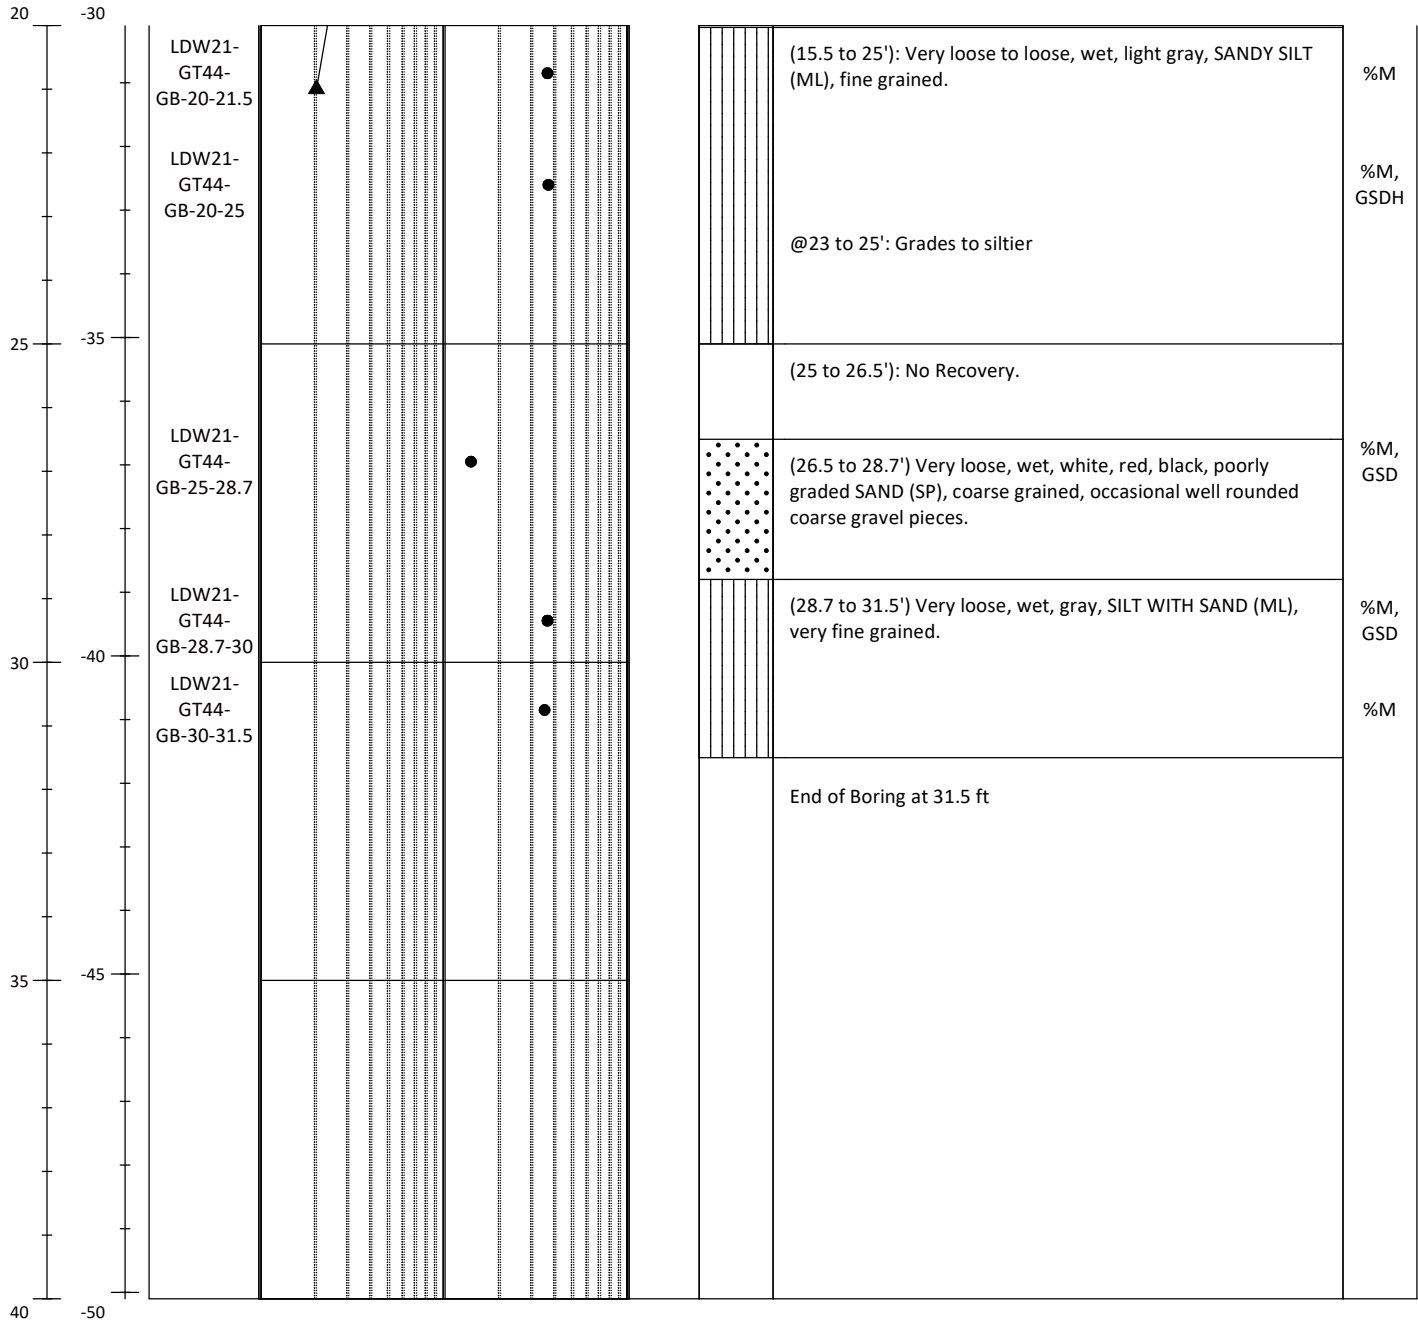 20
-30
LDW21-
GT44-
GB-20-21.5
(15.5 to 25'): Very loose to loose, wet, light gray, SANDY SILT
(ML), fine grained.
%M
LDW21-
GT44-
GB-20-25
%M,
GSDH
@23 to 25': Grades to siltier
25
-35
(25 to 26.5'): No Recovery.
LDW21-
GT44-
GB-25-28.7
(26.5 to 28.7') Very loose, wet, white, red, black, poorly
graded SAND (SP), coarse grained, occasional well rounded
coarse gravel pieces.
%M,
GSD
LDW21-
GT44-
GB-28.7-30
(28.7 to 31.5') Very loose, wet, gray, SILT WITH SAND (ML),
very fine grained.
%M,
GSD
30
-40
LDW21-
GT44-
GB-30-31.5
%M
End of Boring at 31.5 ft
35
-45
40
-50